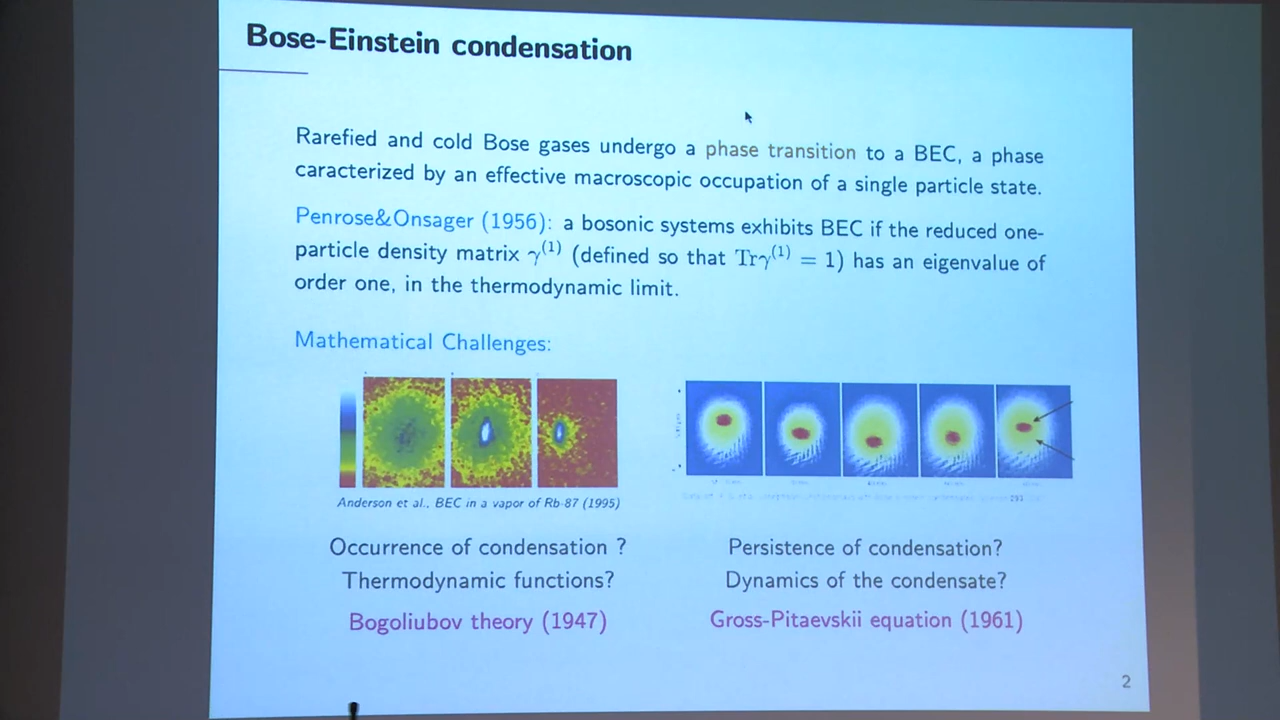 Bose-Einstein condensation
Rarefied and cold Bose gases undergo a phase transition to a BEC, a phase
caracterized by an effective macroscopic occupation of a single particle state.
Penrose&Onsager (1956): a bosonic systems exhibits BEC if the reduced one-
particle density matrix γ⁽¹⁾ (defined so that Trγ⁽¹⁾ = 1) has an eigenvalue of
order one, in the thermodynamic limit.
Mathematical Challenges:
Anderson et al., BEC in a vapor of Rb-87 (1995)
Occurrence of condensation ?
Thermodynamic functions?
Bogoliubov theory (1947)
Persistence of condensation?
Dynamics of the condensate?
Gross-Pitaevskii equation (1961)
2